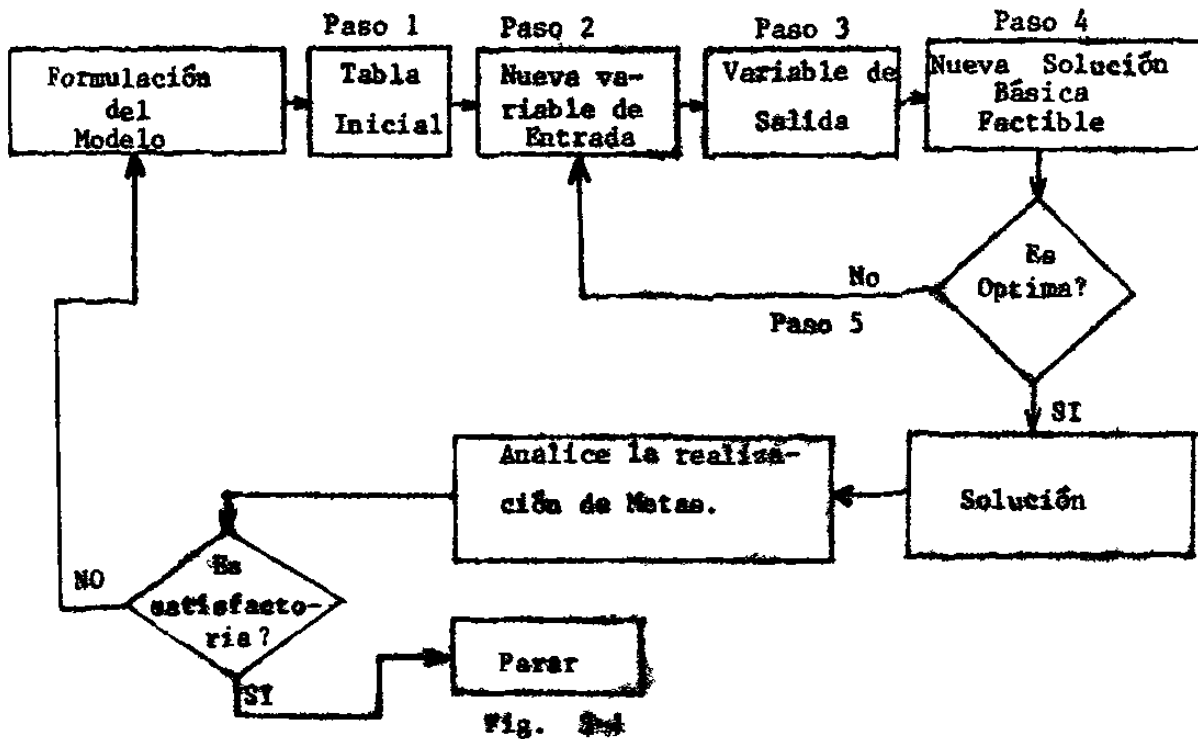 Paso 1
Paso 2
Paso 3
Paso 4
Formulación
del
Modelo
Tabla
Inicial
Nueva va-
riable de
Entrada
Variable de
Salida
Nueva Solución
Básica
Factible
Es
Optima?
No
Paso 5
SI
Analice la realiza-
ción de Metas.
Solución
NO
Es
satisfacto-
ria?
SI
Parar
Fig.